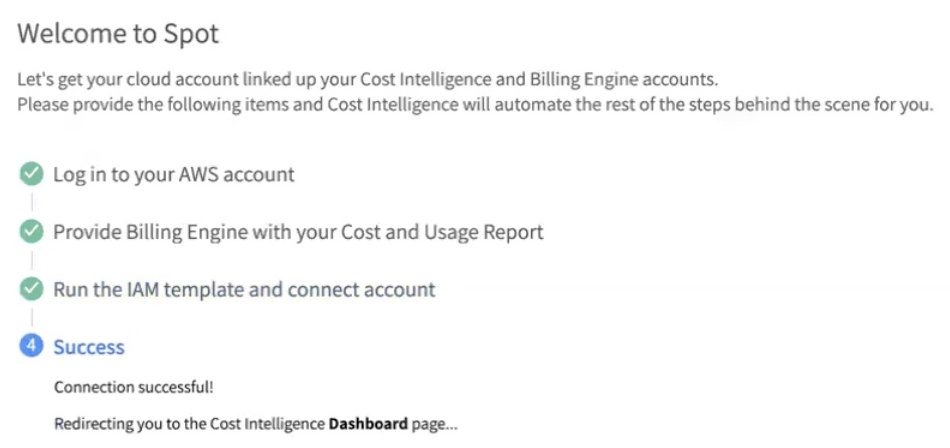 Welcome to Spot
Let's get your cloud account linked up your Cost Intelligence and Billing Engine accounts.
Please provide the following items and Cost Intelligence will automate the rest of the steps behind the scene for you.
Log in to your AWS account
Provide Billing Engine with your Cost and Usage Report
Run the IAM template and connect account
4 Success
Connection successful!
Redirecting you to the Cost Intelligence Dashboard page...